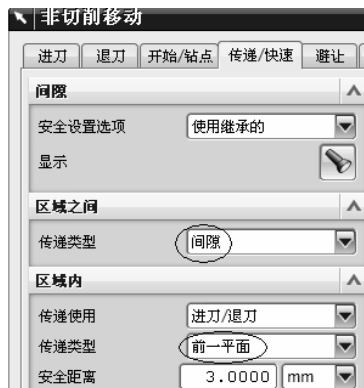 非切削移动
进刀 退刀 开始/钻点 传递/快速 避让
间隙
安全设置选项 使用继承的
显示
区域之间
传递类型 间隙
区域内
传递使用 进刀/退刀
传递类型 前一平面
安全距离 3.0000 mm